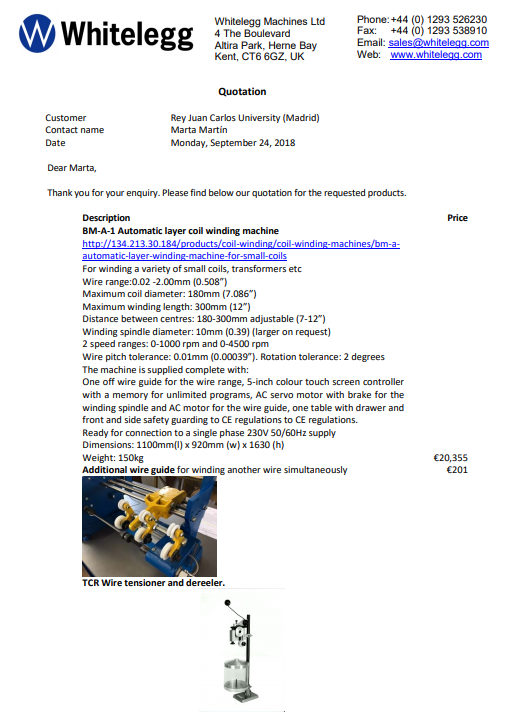 Whitelegg
Whitelegg Machines Ltd
4 The Boulevard
Altira Park, Herne Bay
Kent, CT6 6GZ, UK
Phone: +44 (0) 1293 526230
Fax: +44 (0) 1293 538910
Email: sales@whitelegg.com
Web: www.whitelegg.com
Quotation
Customer Rey Juan Carlos University (Madrid)
Contact name Marta Martín
Date Monday, September 24, 2018
Dear Marta,
Thank you for your enquiry. Please find below our quotation for the requested products.
Description Price
BM-A-1 Automatic layer coil winding machine
http://134.213.30.184/products/coil-winding/coil-winding-machines/bm-a-
automatic-layer-winding-machine-for-small-coils
For winding a variety of small coils, transformers etc
Wire range:0.02 -2.00mm (0.508”)
Maximum coil diameter: 180mm (7.086”)
Maximum winding length: 300mm (12”)
Distance between centres: 180-300mm adjustable (7-12”)
Winding spindle diameter: 10mm (0.39) (larger on request)
2 speed ranges: 0-1000 rpm and 0-4500 rpm
Wire pitch tolerance: 0.01mm (0.00039”). Rotation tolerance: 2 degrees
The machine is supplied complete with:
One off wire guide for the wire range, 5-inch colour touch screen controller
with a memory for unlimited programs, AC servo motor with brake for the
winding spindle and AC motor for the wire guide, one table with drawer and
front and side safety guarding to CE regulations to CE regulations.
Ready for connection to a single phase 230V 50/60Hz supply
Dimensions: 1100mm(l) x 920mm (w) x 1630 (h)
Weight: 150kg €20,355
Additional wire guide for winding another wire simultaneously €201
TCR Wire tensioner and dereeler.